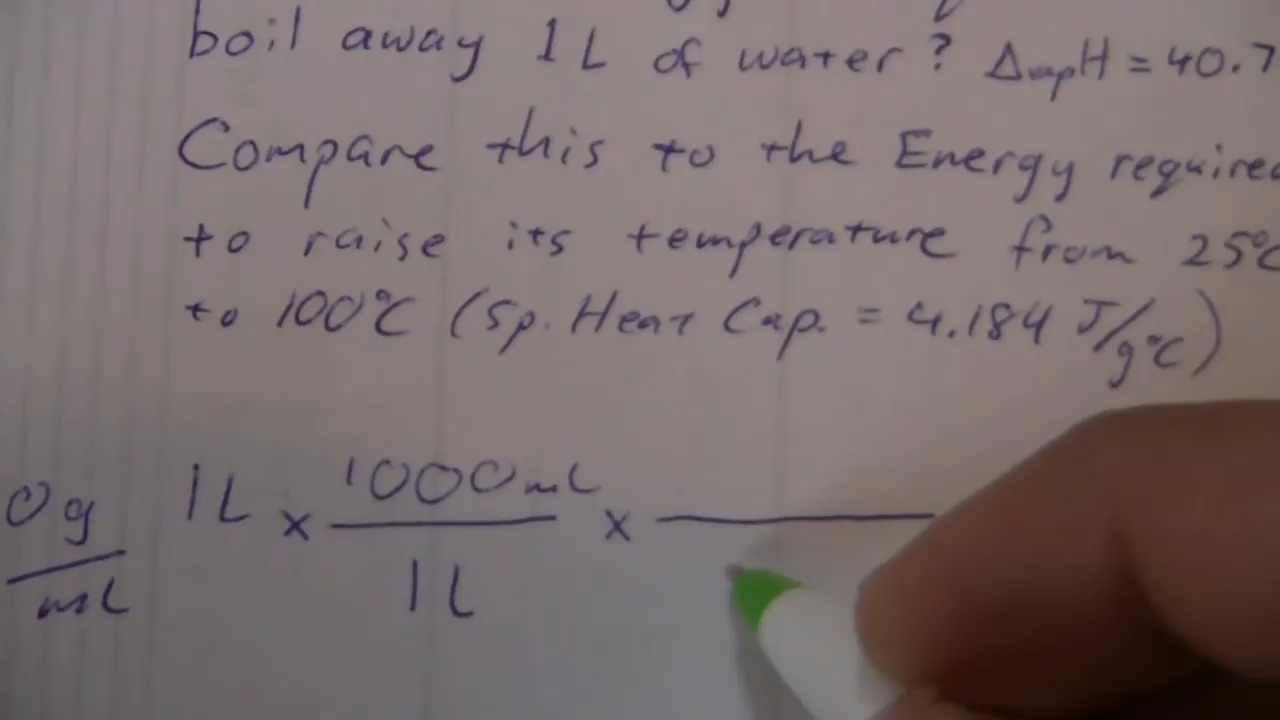 boil away 1L of water? ΔvapH = 40.7
Compare this to the Energy required
to raise its temperature from 25°C
to 100°C (Sp. Heat Cap. = 4.184 J/g°C)
0 g 1L x 1000mL x
mL 1L